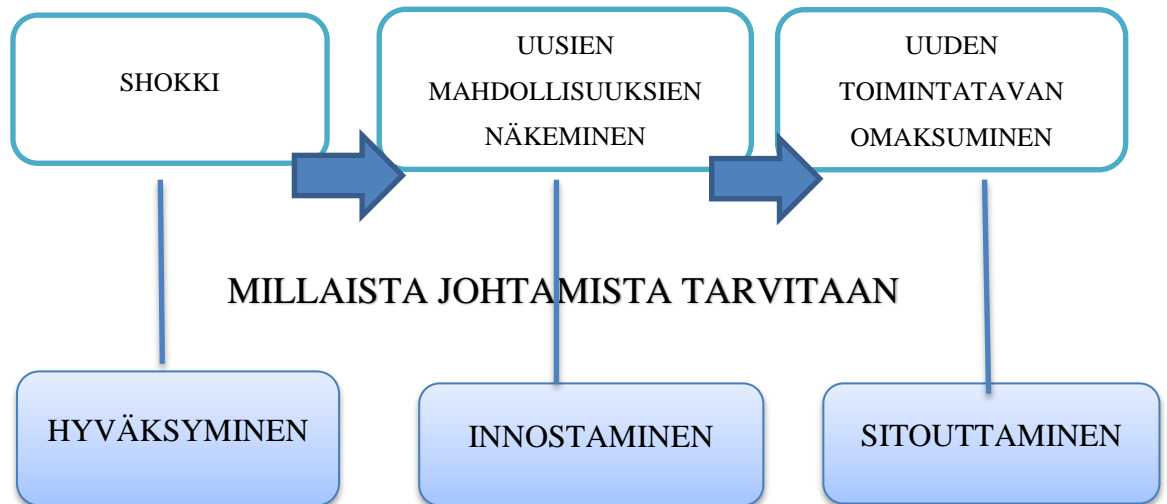 SHOKKI
UUSIEN
MAHDOLLISUUKSIEN
NÄKEMINEN
UUDEN
TOIMINTATAVAN
OMAKSUMINEN
MILLAISTA JOHTAMISTA TARVITAAN
HYVÄKSYMINEN
INNOSTAMINEN
SITOUTTAMINEN